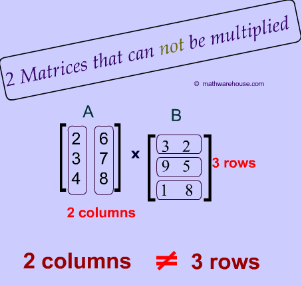 2 Matrices that can not be multiplied
© mathwarehouse.com
A
B
2 6
3 7
4 8
x
3 2
9 5
1 8
3 rows
2 columns
2 columns ≠ 3 rows